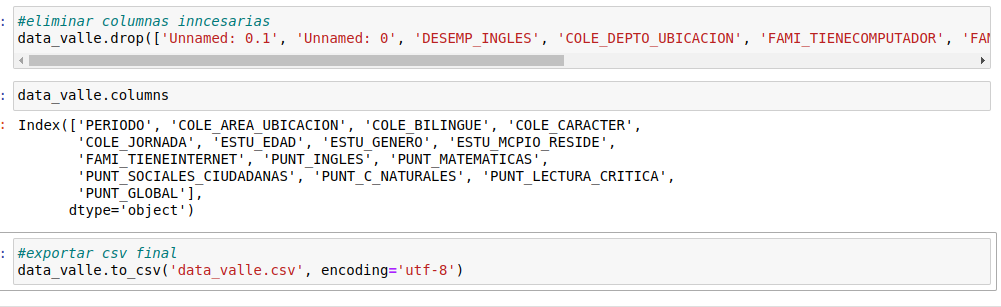 #eliminar columnas inncesarias
data_valle.drop(['Unnamed: 0.1', 'Unnamed: 0', 'DESEMP_INGLES', 'COLE_DEPTO_UBICACION', 'FAMI_TIENECOMPUTADOR', 'FAM
data_valle.columns
Index(['PERIODO', 'COLE_AREA_UBICACION', 'COLE_BILINGUE', 'COLE_CARACTER',
'COLE_JORNADA', 'ESTU_EDAD', 'ESTU_GENERO', 'ESTU_MCPIO_RESIDE',
'FAMI_TIENEINTERNET', 'PUNT_INGLES', 'PUNT_MATEMATICAS',
'PUNT_SOCIALES_CIUDADANAS', 'PUNT_C_NATURALES', 'PUNT_LECTURA_CRITICA',
'PUNT_GLOBAL'],
dtype='object')
#exportar csv final
data_valle.to_csv('data_valle.csv', encoding='utf-8')